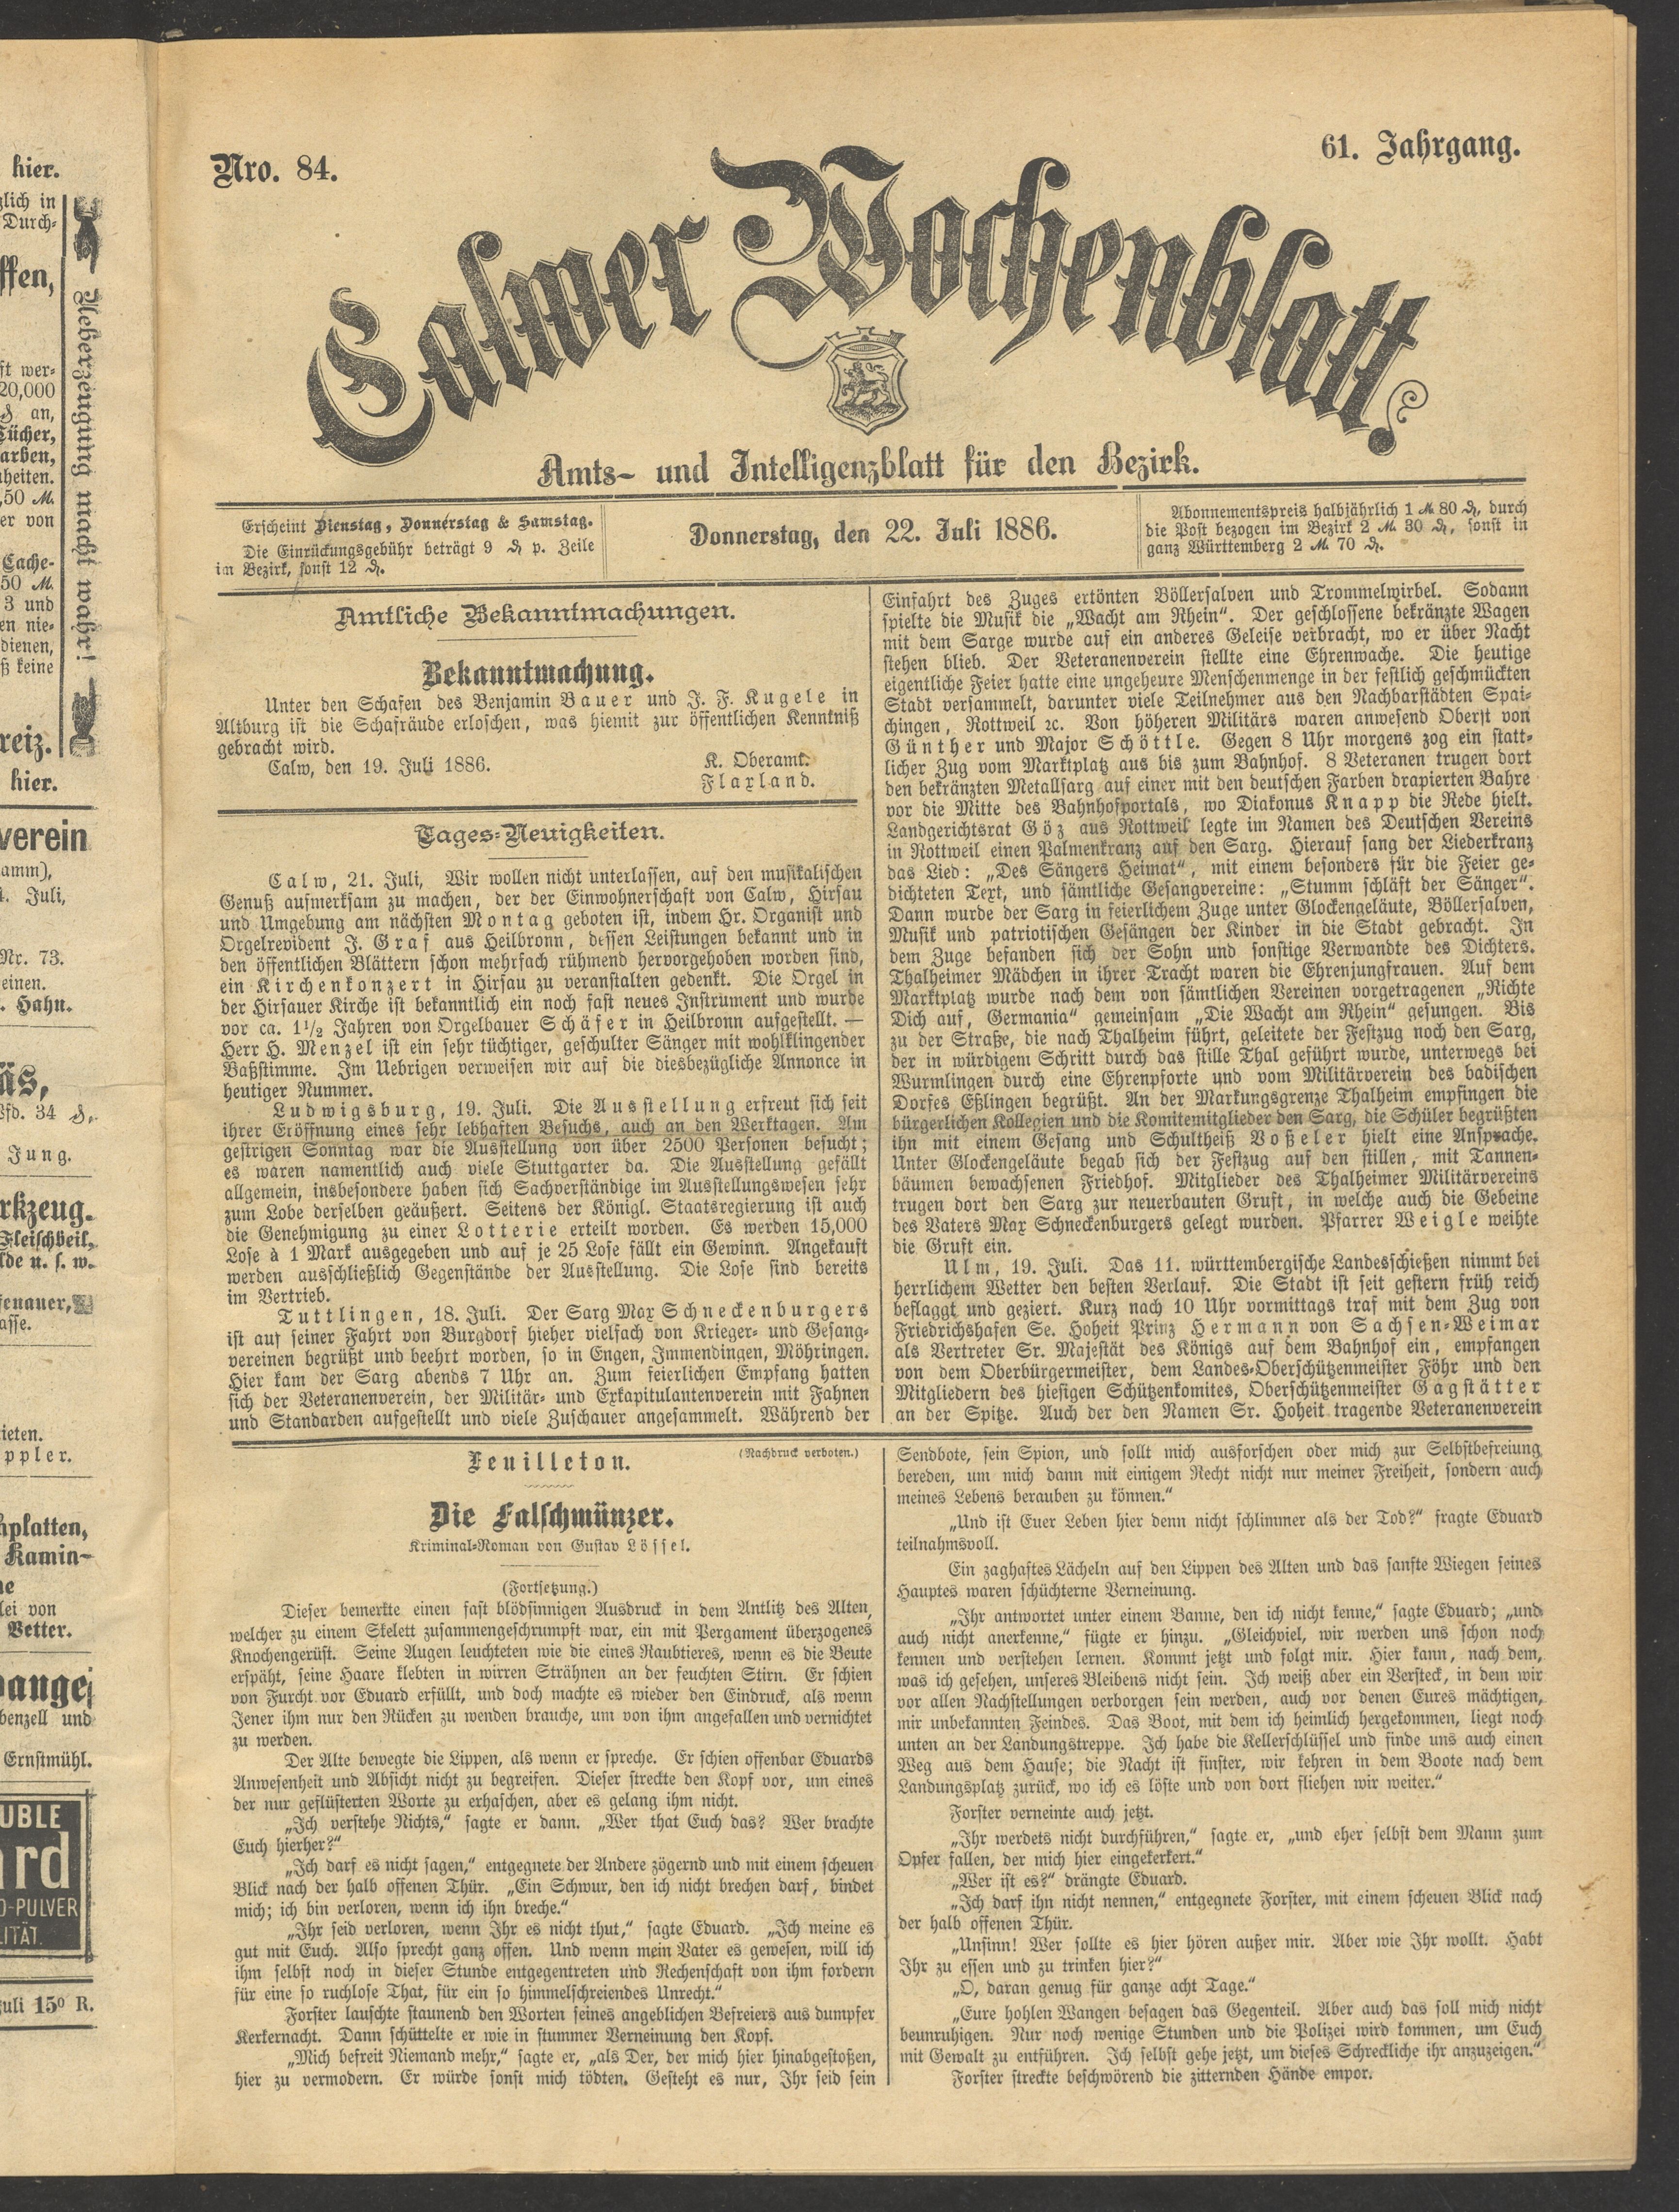 hier.
zlich in
Durch-
ffen,
ft wer-
20,000
an,
Tücher,
arben,
heiten.
,50 M.
er von
Cache-
50 M.
3 und
en nie-
dienen,
ß keine
reiz.
hier.
Ueberzeugung macht wahr!
verein
amm),
. Juli,
Nr. 73.
einen.
. Hahn.
äs,
Pfd. 34 ₰.
Jung.
rkzeug.
Fleischbeil,
lde u. s. w.
fenauer,
asse.
ieten.
ppler.
hplatten,
Kamin-
ne
lei von
Vetter.
benzell und
Ernstmühl.
UBLE
ard
O-PULVER
LITÄT.
Juli 15⁰ R.
Nro. 84.
61. Jahrgang.
Calwer Wochenblatt
Amts- und Intelligenzblatt für den Bezirk.
Erscheint Dienstag, Donnerstag & Samstag.
Die Einrückungsgebühr beträgt 9 ₰ p. Zeile
im Bezirk, sonst 12 ₰.
Donnerstag, den 22. Juli 1886.
Abonnementspreis halbjährlich 1 M 80 ₰, durch
die Post bezogen im Bezirk 2 M 30 ₰, sonst in
ganz Württemberg 2 M 70 ₰.
Amtliche Bekanntmachungen.
Bekanntmachung.
Unter den Schafen des Benjamin Bauer und J. F. Kugele in
Altburg ist die Schafräude erloschen, was hiemit zur öffentlichen Kenntniß
gebracht wird.
Calw, den 19. Juli 1886.
K. Oberamt.
Flaxland.
Tages-Neuigkeiten.
Calw, 21. Juli, Wir wollen nicht unterlassen, auf den musikalischen
Genuß aufmerksam zu machen, der der Einwohnerschaft von Calw, Hirsau
und Umgebung am nächsten Montag geboten ist, indem Hr. Organist und
Orgelrevident J. Graf aus Heilbronn, dessen Leistungen bekannt und in
den öffentlichen Blättern schon mehrfach rühmend hervorgehoben worden sind,
ein Kirchenkonzert in Hirsau zu veranstalten gedenkt. Die Orgel in
der Hirsauer Kirche ist bekanntlich ein noch fast neues Instrument und wurde
vor ca. 1½ Jahren von Orgelbauer Schäfer in Heilbronn aufgestellt. —
Herr H. Menzel ist ein sehr tüchtiger, geschulter Sänger mit wohlklingender
Baßstimme. Im Uebrigen verweisen wir auf die diesbezügliche Annonce in
heutiger Nummer.
Ludwigsburg, 19. Juli. Die Ausstellung erfreut sich seit
ihrer Eröffnung eines sehr lebhaften Besuchs, auch an den Werktagen. Am
gestrigen Sonntag war die Ausstellung von über 2500 Personen besucht;
es waren namentlich auch viele Stuttgarter da. Die Ausstellung gefällt
allgemein, insbesondere haben sich Sachverständige im Ausstellungswesen sehr
zum Lobe derselben geäußert. Seitens der Königl. Staatsregierung ist auch
die Genehmigung zu einer Lotterie erteilt worden. Es werden 15,000
Lose à 1 Mark ausgegeben und auf je 25 Lose fällt ein Gewinn. Angekauft
werden ausschließlich Gegenstände der Ausstellung. Die Lose sind bereits
im Vertrieb.
Tuttlingen, 18. Juli. Der Sarg Max Schneckenburgers
ist auf seiner Fahrt von Burgdorf hieher vielfach von Krieger- und Gesang-
vereinen begrüßt und beehrt worden, so in Engen, Immendingen, Möhringen.
Hier kam der Sarg abends 7 Uhr an. Zum feierlichen Empfang hatten
sich der Veteranenverein, der Militär- und Exkapitulantenverein mit Fahnen
und Standarden aufgestellt und viele Zuschauer angesammelt. Während der
Einfahrt des Zuges ertönten Böllersalven und Trommelwirbel. Sodann
spielte die Musik die „Wacht am Rhein“. Der geschlossene bekränzte Wagen
mit dem Sarge wurde auf ein anderes Geleise verbracht, wo er über Nacht
stehen blieb. Der Veteranenverein stellte eine Ehrenwache. Die heutige
eigentliche Feier hatte eine ungeheure Menschenmenge in der festlich geschmückten
Stadt versammelt, darunter viele Teilnehmer aus den Nachbarstädten Spai-
chingen, Rottweil ꝛc. Von höheren Militärs waren anwesend Oberst von
Günther und Major Schöttle. Gegen 8 Uhr morgens zog ein statt-
licher Zug vom Marktplatz aus bis zum Bahnhof. 8 Veteranen trugen dort
den bekränzten Metallsarg auf einer mit den deutschen Farben drapierten Bahre
vor die Mitte des Bahnhofportals, wo Diakonus Knapp die Rede hielt.
Landgerichtsrat Göz aus Rottweil legte im Namen des Deutschen Vereins
in Rottweil einen Palmenkranz auf den Sarg. Hierauf sang der Liederkranz
das Lied: „Des Sängers Heimat“, mit einem besonders für die Feier ge-
dichteten Text, und sämtliche Gesangvereine: „Stumm schläft der Sänger“.
Dann wurde der Sarg in feierlichem Zuge unter Glockengeläute, Böllersalven,
Musik und patriotischen Gesängen der Kinder in die Stadt gebracht. In
dem Zuge befanden sich der Sohn und sonstige Verwandte des Dichters.
Thalheimer Mädchen in ihrer Tracht waren die Ehrenjungfrauen. Auf dem
Marktplatz wurde nach dem von sämtlichen Vereinen vorgetragenen „Richte
Dich auf, Germania“ gemeinsam „Die Wacht am Rhein“ gesungen. Bis
zu der Straße, die nach Thalheim führt, geleitete der Festzug noch den Sarg,
der in würdigem Schritt durch das stille Thal geführt wurde, unterwegs bei
Wurmlingen durch eine Ehrenpforte und vom Militärverein des badischen
Dorfes Eßlingen begrüßt. An der Markungsgrenze Thalheim empfingen die
bürgerlichen Kollegien und die Komitemitglieder den Sarg, die Schüler begrüßten
ihn mit einem Gesang und Schultheiß Voßeler hielt eine Ansprache.
Unter Glockengeläute begab sich der Festzug auf den stillen, mit Tannen-
bäumen bewachsenen Friedhof. Mitglieder des Thalheimer Militärvereins
trugen dort den Sarg zur neuerbauten Gruft, in welche auch die Gebeine
des Vaters Max Schneckenburgers gelegt wurden. Pfarrer Weigle weihte
die Gruft ein.
Ulm, 19. Juli. Das 11. württembergische Landesschießen nimmt bei
herrlichem Wetter den besten Verlauf. Die Stadt ist seit gestern früh reich
beflaggt und geziert. Kurz nach 10 Uhr vormittags traf mit dem Zug von
Friedrichshafen Se. Hoheit Prinz Hermann von Sachsen-Weimar
als Vertreter Sr. Majestät des Königs auf dem Bahnhof ein, empfangen
von dem Oberbürgermeister, dem Landes-Oberschützenmeister Föhr und den
Mitgliedern des hiesigen Schützenkomites, Oberschützenmeister Gagstätter
an der Spitze. Auch der den Namen Sr. Hoheit tragende Veteranenverein
Feuilleton.
(Nachdruck verboten.)
Die Falschmünzer.
Kriminal-Roman von Gustav Lössel.
(Fortsetzung.)
Dieser bemerkte einen fast blödsinnigen Ausdruck in dem Antlitz des Alten,
welcher zu einem Skelett zusammengeschrumpft war, ein mit Pergament überzogenes
Knochengerüst. Seine Augen leuchteten wie die eines Raubtieres, wenn es die Beute
erspäht, seine Haare klebten in wirren Strähnen an der feuchten Stirn. Er schien
von Furcht vor Eduard erfüllt, und doch machte es wieder den Eindruck, als wenn
Jener ihm nur den Rücken zu wenden brauche, um von ihm angefallen und vernichtet
zu werden.
Der Alte bewegte die Lippen, als wenn er spreche. Er schien offenbar Eduards
Anwesenheit und Absicht nicht zu begreifen. Dieser streckte den Kopf vor, um eines
der nur geflüsterten Worte zu erhaschen, aber es gelang ihm nicht.
„Ich verstehe Nichts,“ sagte er dann. „Wer that Euch das? Wer brachte
Euch hierher?“
„Ich darf es nicht sagen,“ entgegnete der Andere zögernd und mit einem scheuen
Blick nach der halb offenen Thür. „Ein Schwur, den ich nicht brechen darf, bindet
mich; ich bin verloren, wenn ich ihn breche.“
„Ihr seid verloren, wenn Ihr es nicht thut,“ sagte Eduard. „Ich meine es
gut mit Euch. Also sprecht ganz offen. Und wenn mein Vater es gewesen, will ich
ihm selbst noch in dieser Stunde entgegentreten und Rechenschaft von ihm fordern
für eine so ruchlose That, für ein so himmelschreiendes Unrecht.“
Forster lauschte staunend den Worten seines angeblichen Befreiers aus dumpfer
Kerkernacht. Dann schüttelte er wie in stummer Verneinung den Kopf.
„Mich befreit Niemand mehr,“ sagte er, „als Der, der mich hier hinabgestoßen,
hier zu vermodern. Er würde sonst mich tödten. Gesteht es nur, Ihr seid sein
Sendbote, sein Spion, und sollt mich ausforschen oder mich zur Selbstbefreiung
bereden, um mich dann mit einigem Recht nicht nur meiner Freiheit, sondern auch
meines Lebens berauben zu können.“
„Und ist Euer Leben hier denn nicht schlimmer als der Tod?“ fragte Eduard
teilnahmsvoll.
Ein zaghaftes Lächeln auf den Lippen des Alten und das sanfte Wiegen seines
Hauptes waren schüchterne Verneinung.
„Ihr antwortet unter einem Banne, den ich nicht kenne,“ sagte Eduard; „und
auch nicht anerkenne,“ fügte er hinzu. „Gleichviel, wir werden uns schon noch
kennen und verstehen lernen. Kommt jetzt und folgt mir. Hier kann, nach dem,
was ich gesehen, unseres Bleibens nicht sein. Ich weiß aber ein Versteck, in dem wir
vor allen Nachstellungen verborgen sein werden, auch vor denen Eures mächtigen,
mir unbekannten Feindes. Das Boot, mit dem ich heimlich hergekommen, liegt noch
unten an der Landungstreppe. Ich habe die Kellerschlüssel und finde uns auch einen
Weg aus dem Hause; die Nacht ist finster, wir kehren in dem Boote nach dem
Landungsplatz zurück, wo ich es löste und von dort fliehen wir weiter.“
Forster verneinte auch jetzt.
„Ihr werdets nicht durchführen,“ sagte er, „und eher selbst dem Mann zum
Opfer fallen, der mich hier eingekerkert.“
„Wer ist es?“ drängte Eduard.
„Ich darf ihn nicht nennen,“ entgegnete Forster, mit einem scheuen Blick nach
der halb offenen Thür.
„Unsinn! Wer sollte es hier hören außer mir. Aber wie Ihr wollt. Habt
Ihr zu essen und zu trinken hier?“
„O, daran genug für ganze acht Tage.“
„Eure hohlen Wangen besagen das Gegenteil. Aber auch das soll mich nicht
beunruhigen. Nur noch wenige Stunden und die Polizei wird kommen, um Euch
mit Gewalt zu entführen. Ich selbst gehe jetzt, um dieses Schreckliche ihr anzuzeigen.“
Forster streckte beschwörend die zitternden Hände empor.